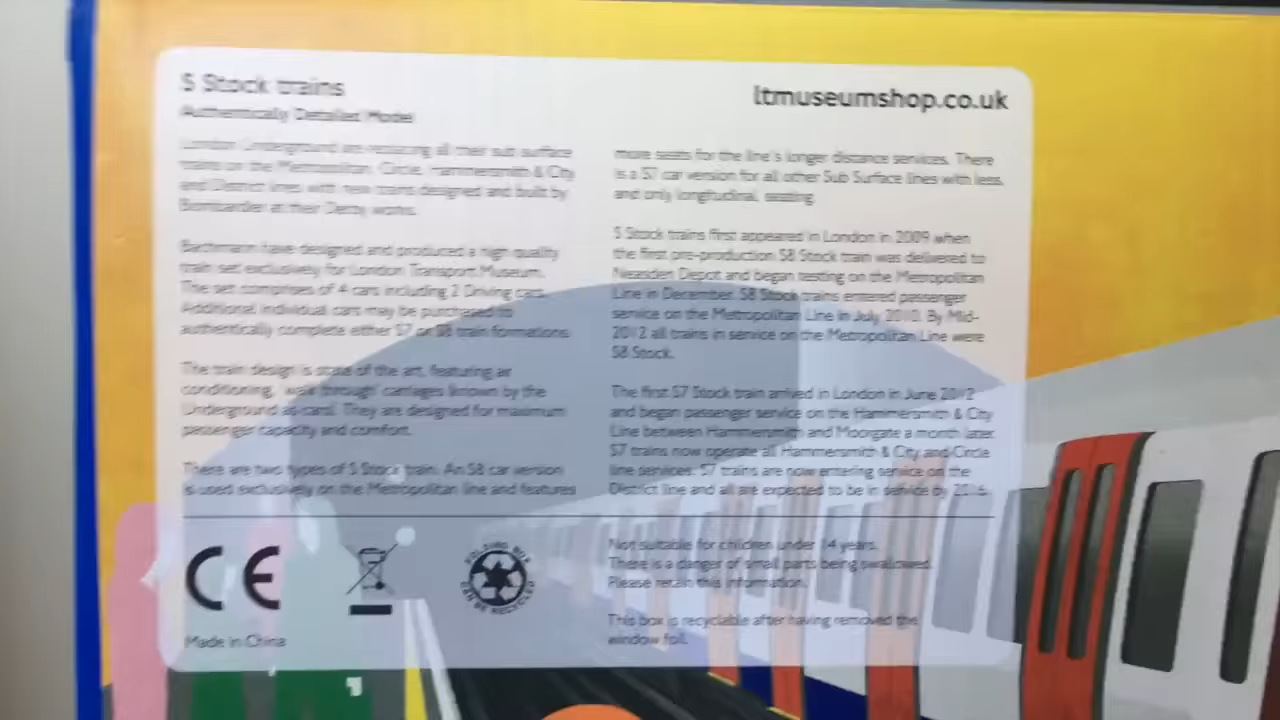 S Stock trains
Authentically Detailed Model
London Underground are replacing all their sub surface
trains on the Metropolitan, Circle, Hammersmith & City
and District lines with new trains designed and built by
Bombardier at their Derby works.
Bachmann have designed and produced a high quality
train set exclusively for London Transport Museum.
The set comprises of 4 cars including 2 Driving cars.
Additional individual cars may be purchased to
authentically complete either S7 or S8 train formations.
The train design is state of the art, featuring air
conditioning, 'walk through' carriages (known by the
Underground as cars). They are designed for maximum
passenger capacity and comfort.
There are two types of S Stock train. An S8 car version
is used exclusively on the Metropolitan line and features
ltmuseumshop.co.uk
more seats for the line's longer distance services. There
is a S7 car version for all other Sub Surface lines with less,
and only longitudinal, seating.
S Stock trains first appeared in London in 2009 when
the first pre-production S8 Stock train was delivered to
Neasden Depot and began testing on the Metropolitan
Line in December. S8 Stock trains entered passenger
service on the Metropolitan Line in July 2010. By Mid-
2012 all trains in service on the Metropolitan Line were
S8 Stock.
The first S7 Stock train arrived in London in June 2012
and began passenger service on the Hammersmith & City
Line between Hammersmith and Moorgate a month later.
S7 trains now operate all Hammersmith & City and Circle
line services. S7 trains are now entering service on the
District line and all are expected to be in service by 2016.
CE
FOLDING BOX
CAN BE RECYCLED
Made in China
Not suitable for children under 14 years.
There is a danger of small parts being swallowed.
Please retain this information.
This box is recyclable after having removed the
window foil.